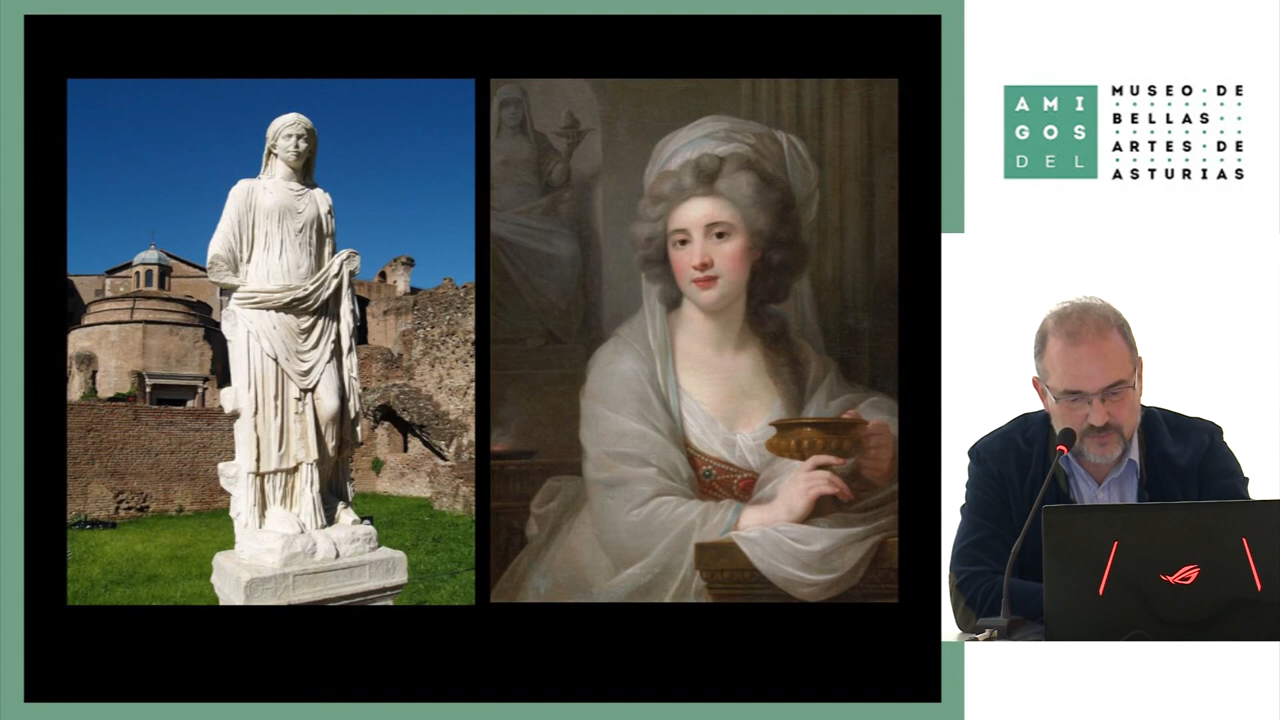 AMI
GOS
DEL
MUSEO DE
BELLAS
ARTES DE
ASTURIAS